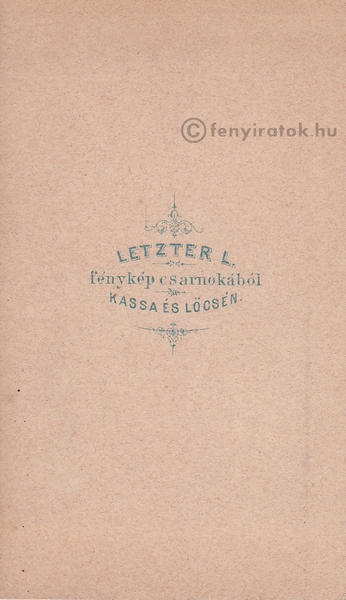 © fenyiratok.hu
LETZTER L.
fénykép csarnokából
KASSA ÉS LŐCSÉN.